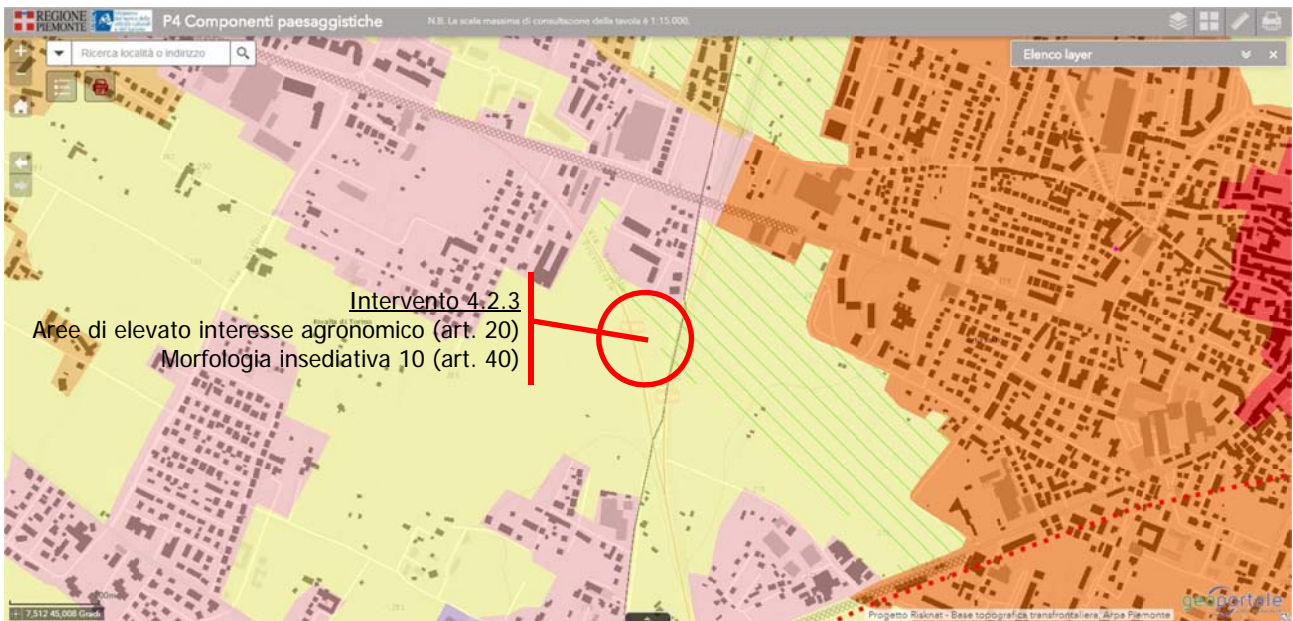 REGIONE
PIEMONTE
P4 Componenti paesaggistiche
N.B. La scala massima di consultazione della tavola è 1:15.000.
Ricerca località o indirizzo
Elenco layer
Intervento 4.2.3
Aree di elevato interesse agronomico (art. 20)
Morfologia insediativa 10 (art. 40)
7,512 45,008 Gradi
Progetto Risknat - Base topografica transfrontaliera, Arpa Piemonte
geoportale